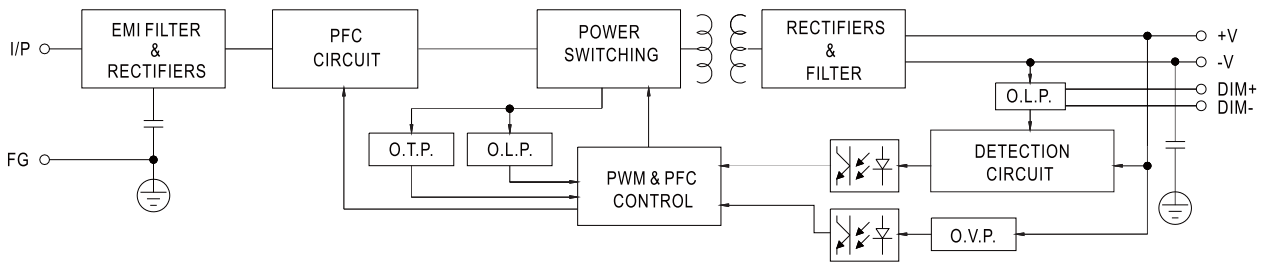 I/P
EMI FILTER
&
RECTIFIERS
PFC
CIRCUIT
POWER
SWITCHING
RECTIFIERS
&
FILTER
+V
-V
DIM+
DIM-
O.L.P.
FG
O.T.P.
O.L.P.
PWM & PFC
CONTROL
DETECTION
CIRCUIT
O.V.P.